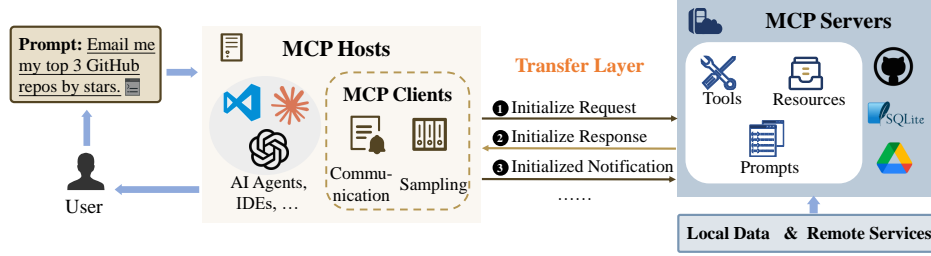 Prompt: Email me
my top 3 GitHub
repos by stars.
User
MCP Hosts
AI Agents,
IDEs, …
MCP Clients
Commu-
nication
Sampling
Transfer Layer
1 Initialize Request
2 Initialize Response
3 Initialized Notification
......
MCP Servers
Tools
Resources
Prompts
SQLite
Local Data & Remote Services